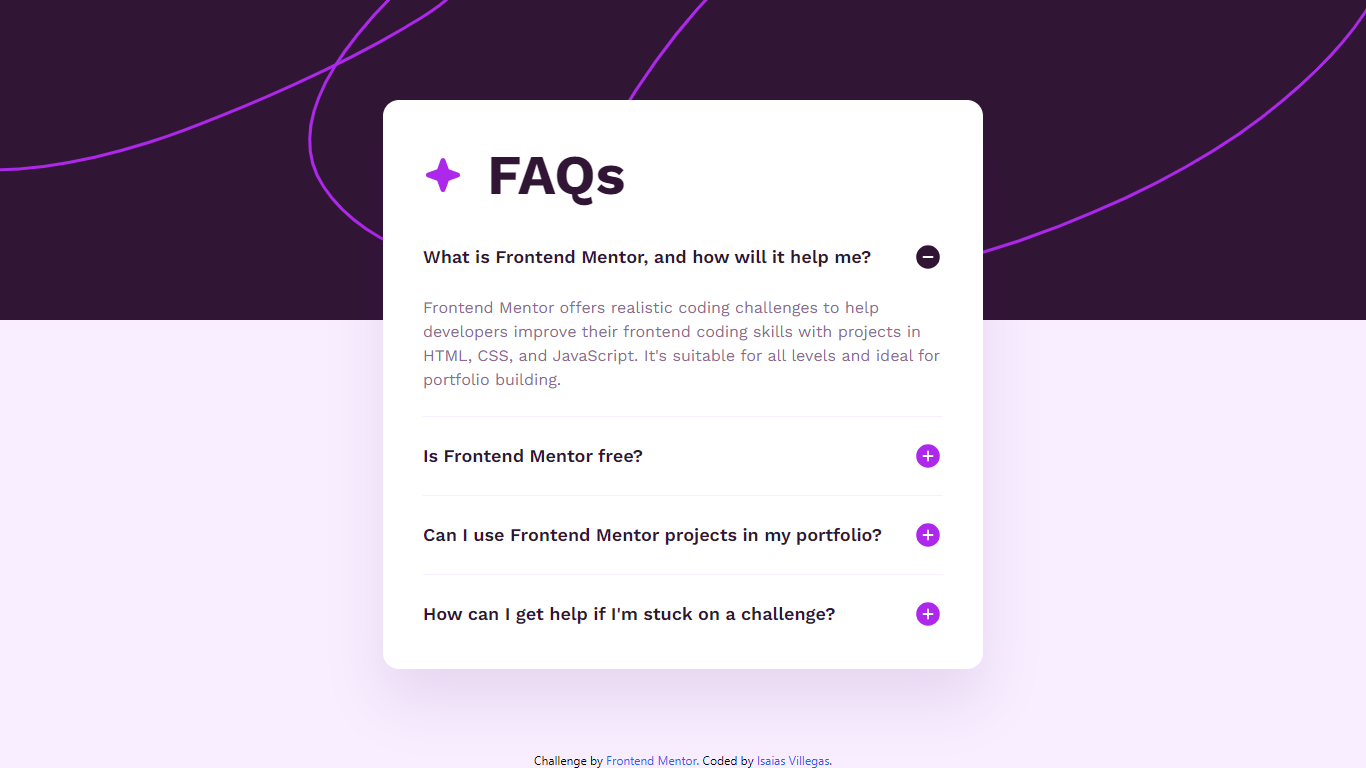 FAQs
What is Frontend Mentor, and how will it help me?
Frontend Mentor offers realistic coding challenges to help
developers improve their frontend coding skills with projects in
HTML, CSS, and JavaScript. It's suitable for all levels and ideal for
portfolio building.
Is Frontend Mentor free?
Can I use Frontend Mentor projects in my portfolio?
How can I get help if I'm stuck on a challenge?
Challenge by Frontend Mentor. Coded by Isaias Villegas.